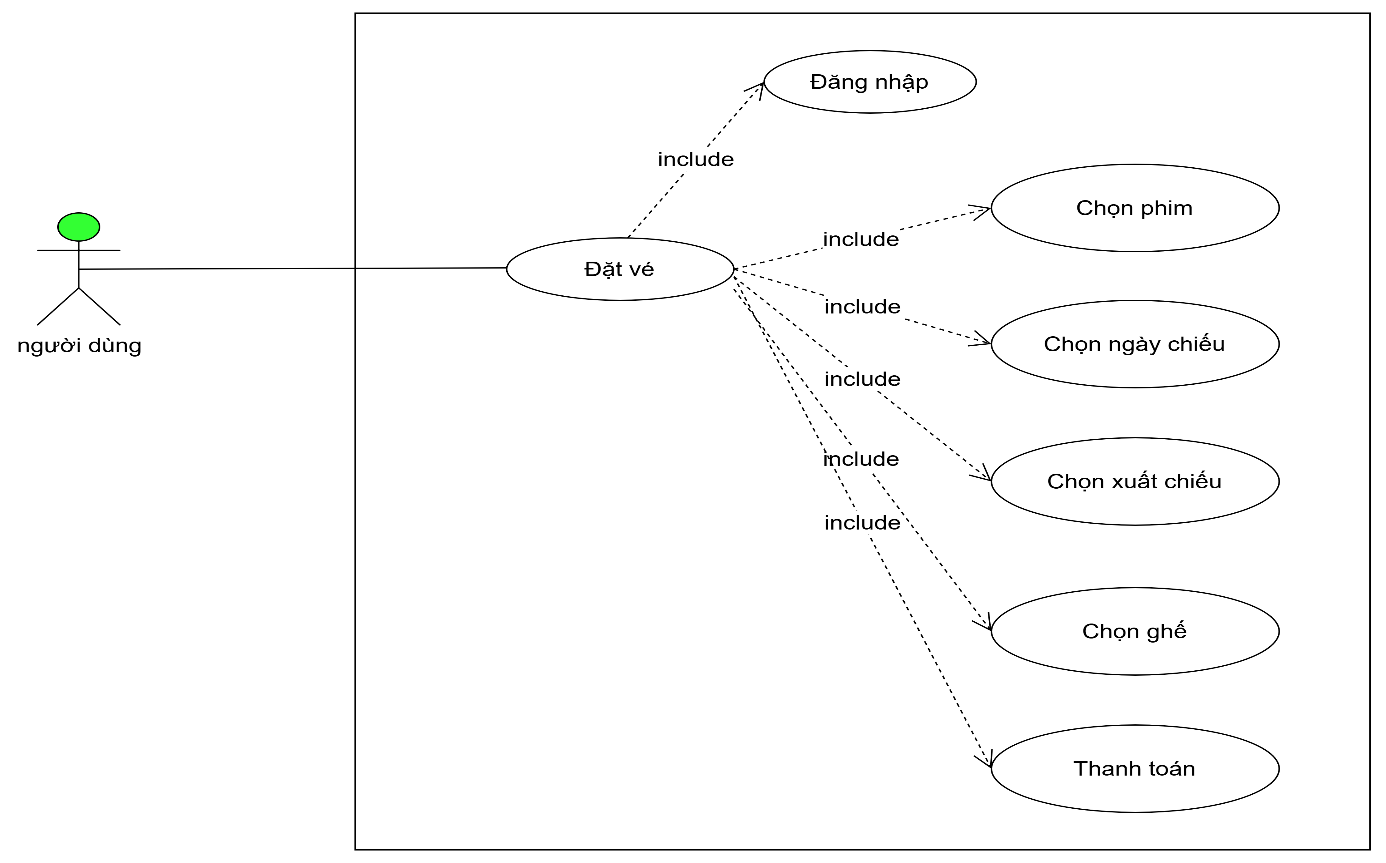 Đăng nhập
include
Chọn phim
include
Đặt vé
include
người dùng
Chọn ngày chiếu
include
include
Chọn xuất chiếu
include
Chọn ghế
Thanh toán